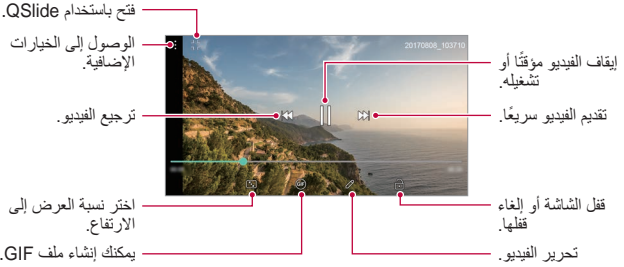 فتح باستخدام QSlide.
الوصول إلى الخيارات
الإضافية.
20170808_103710
إيقاف الفيديو مؤقتًا أو
تشغيله.
ترجيع الفيديو.
تقديم الفيديو سريعًا.
GIF
اختر نسبة العرض إلى
الارتفاع.
قفل الشاشة أو إلغاء
قفلها.
يمكنك إنشاء ملف GIF.
تحرير الفيديو.